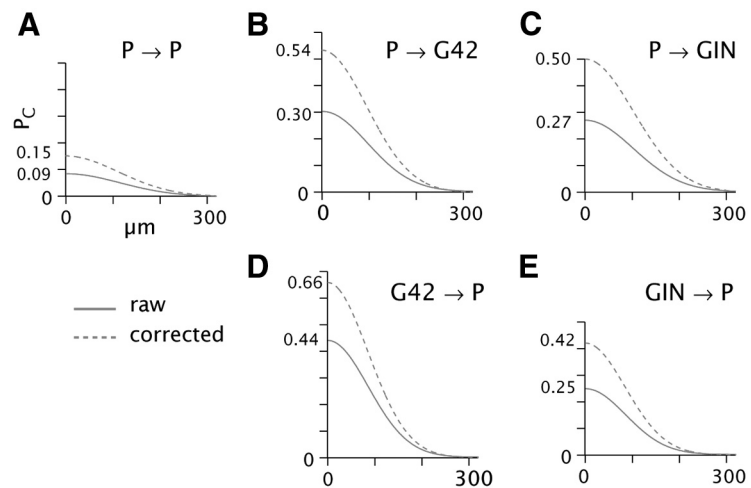 A
P → P
P_C
0.15
0.09
0
0
300
µm
B
P → G42
0.54
0.30
0
0
300
C
P → GIN
0.50
0.27
0
0
300
raw
corrected
D
G42 → P
0.66
0.44
0
0
300
E
GIN → P
0.42
0.25
0
0
300